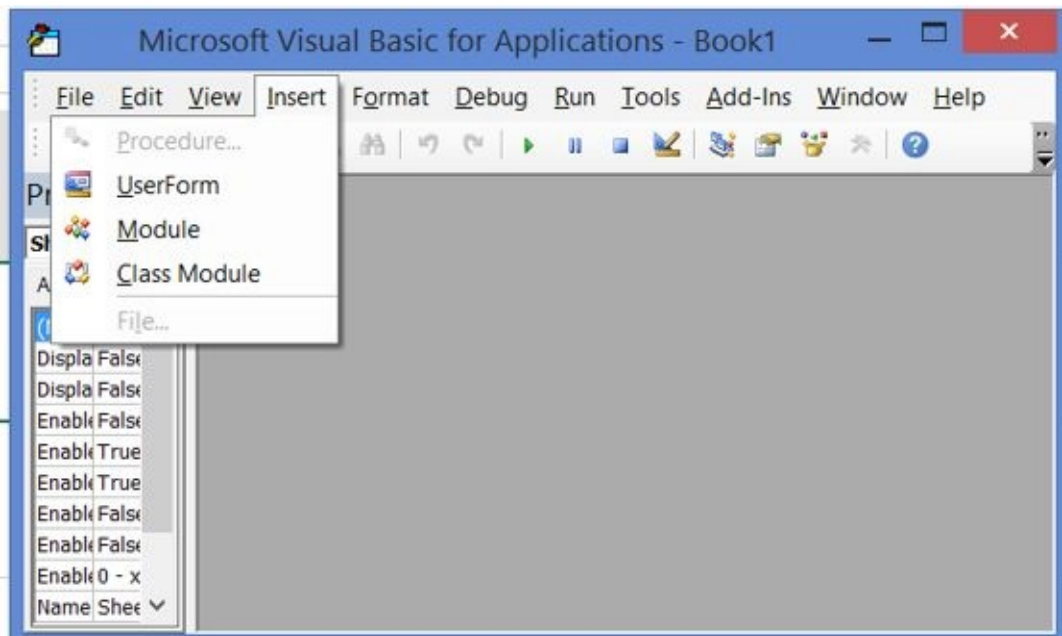 Microsoft Visual Basic for Applications - Book1
File Edit View Insert Format Debug Run Tools Add-Ins Window Help
Procedure...
UserForm
Module
Class Module
File...
Pr
Sh
A
(N
Displa False
Displa False
Enable False
Enable True
Enable True
Enable False
Enable False
Enable 0 - x
Name Shee